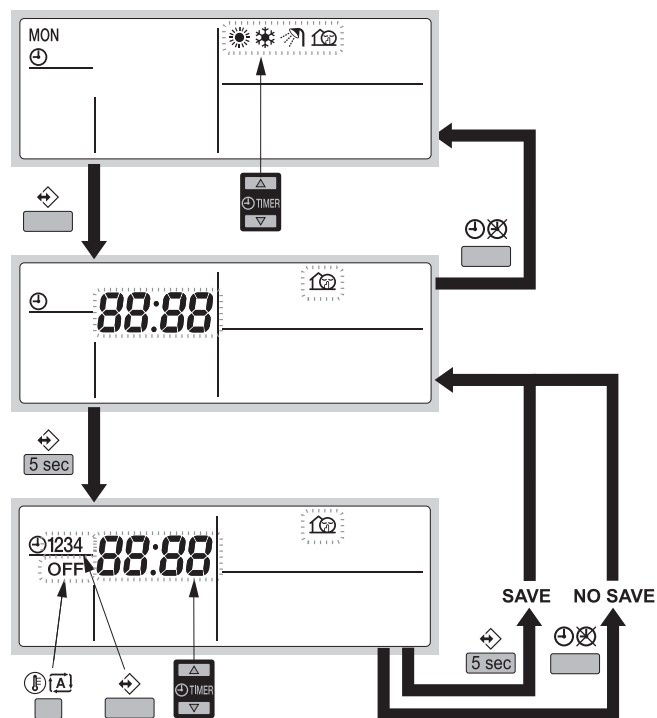 MON
TIMER
88:88
5 sec
1234 88:88
OFF
SAVE NO SAVE
5 sec
A
TIMER